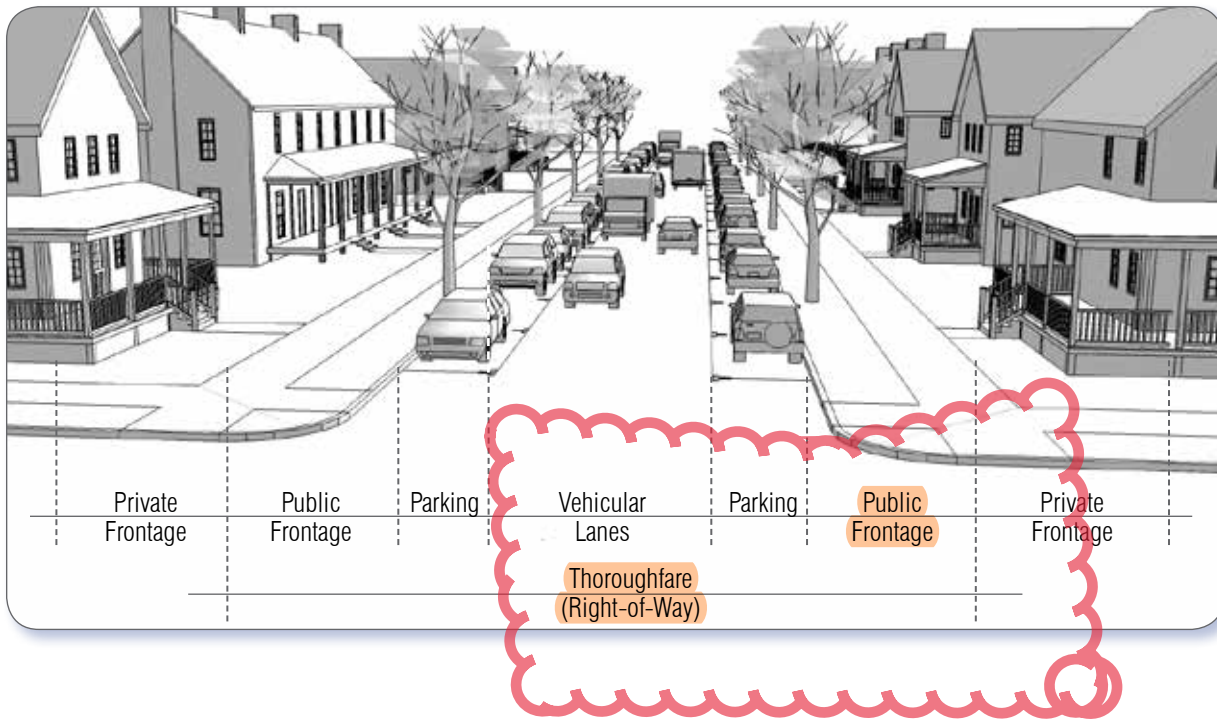 Private Public Parking Vehicular Parking Public Private
Frontage Frontage Lanes Frontage Frontage
Thoroughfare
(Right-of-Way)